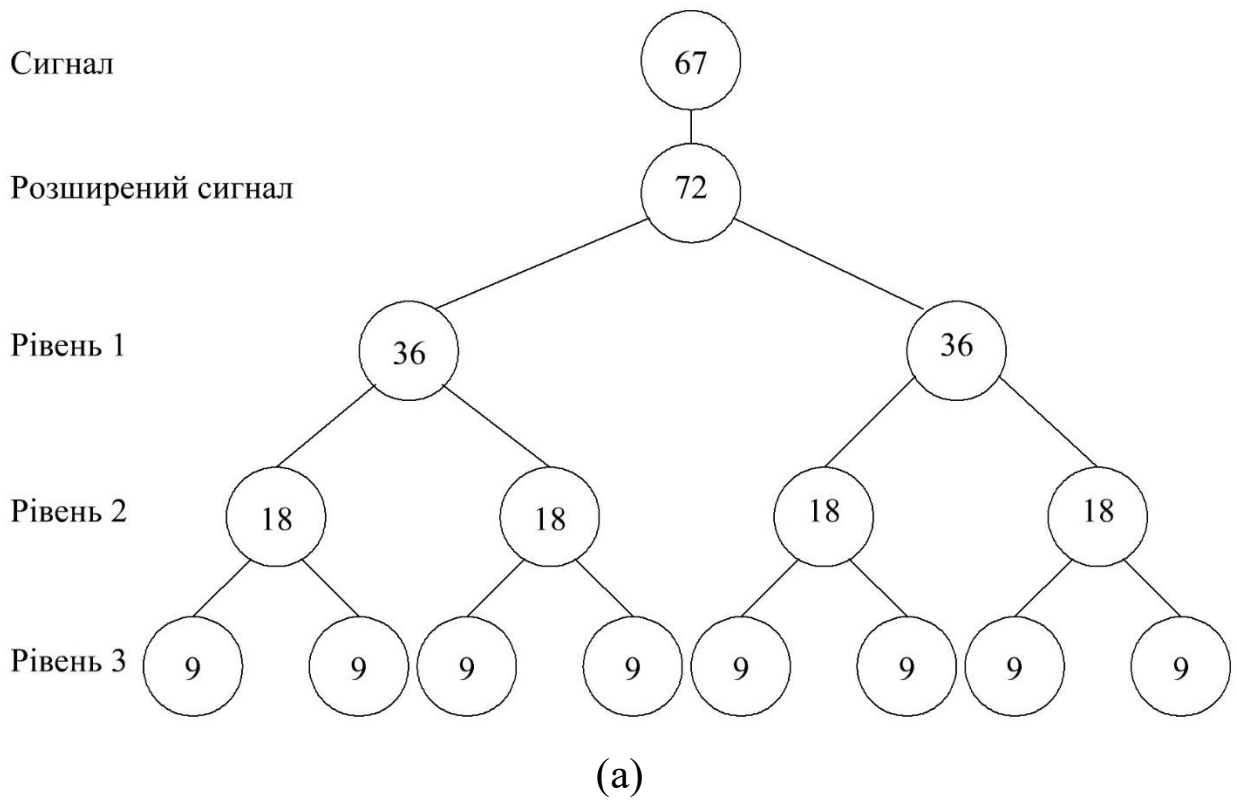 Сигнал 67
Розширений сигнал 72
Рівень 1 36 36
Рівень 2 18 18 18 18
Рівень 3 9 9 9 9 9 9 9 9
(а)